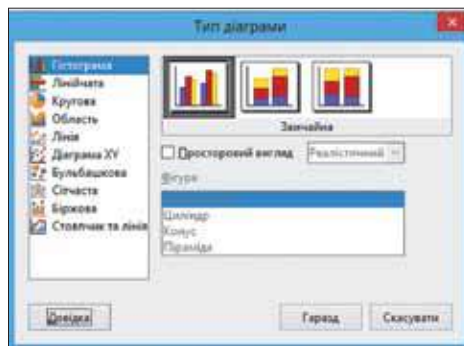 Тип діаграми
Гістограма
Лінійчата
Кругова
Область
Лінія
Діаграма XY
Бульбашкова
Сітчаста
Біржова
Стовпчик та лінія
Звичайна
Просторовий вигляд
Реалістичний
Фігура
Циліндр
Конус
Піраміда
Довідка
Гаразд
Скасувати